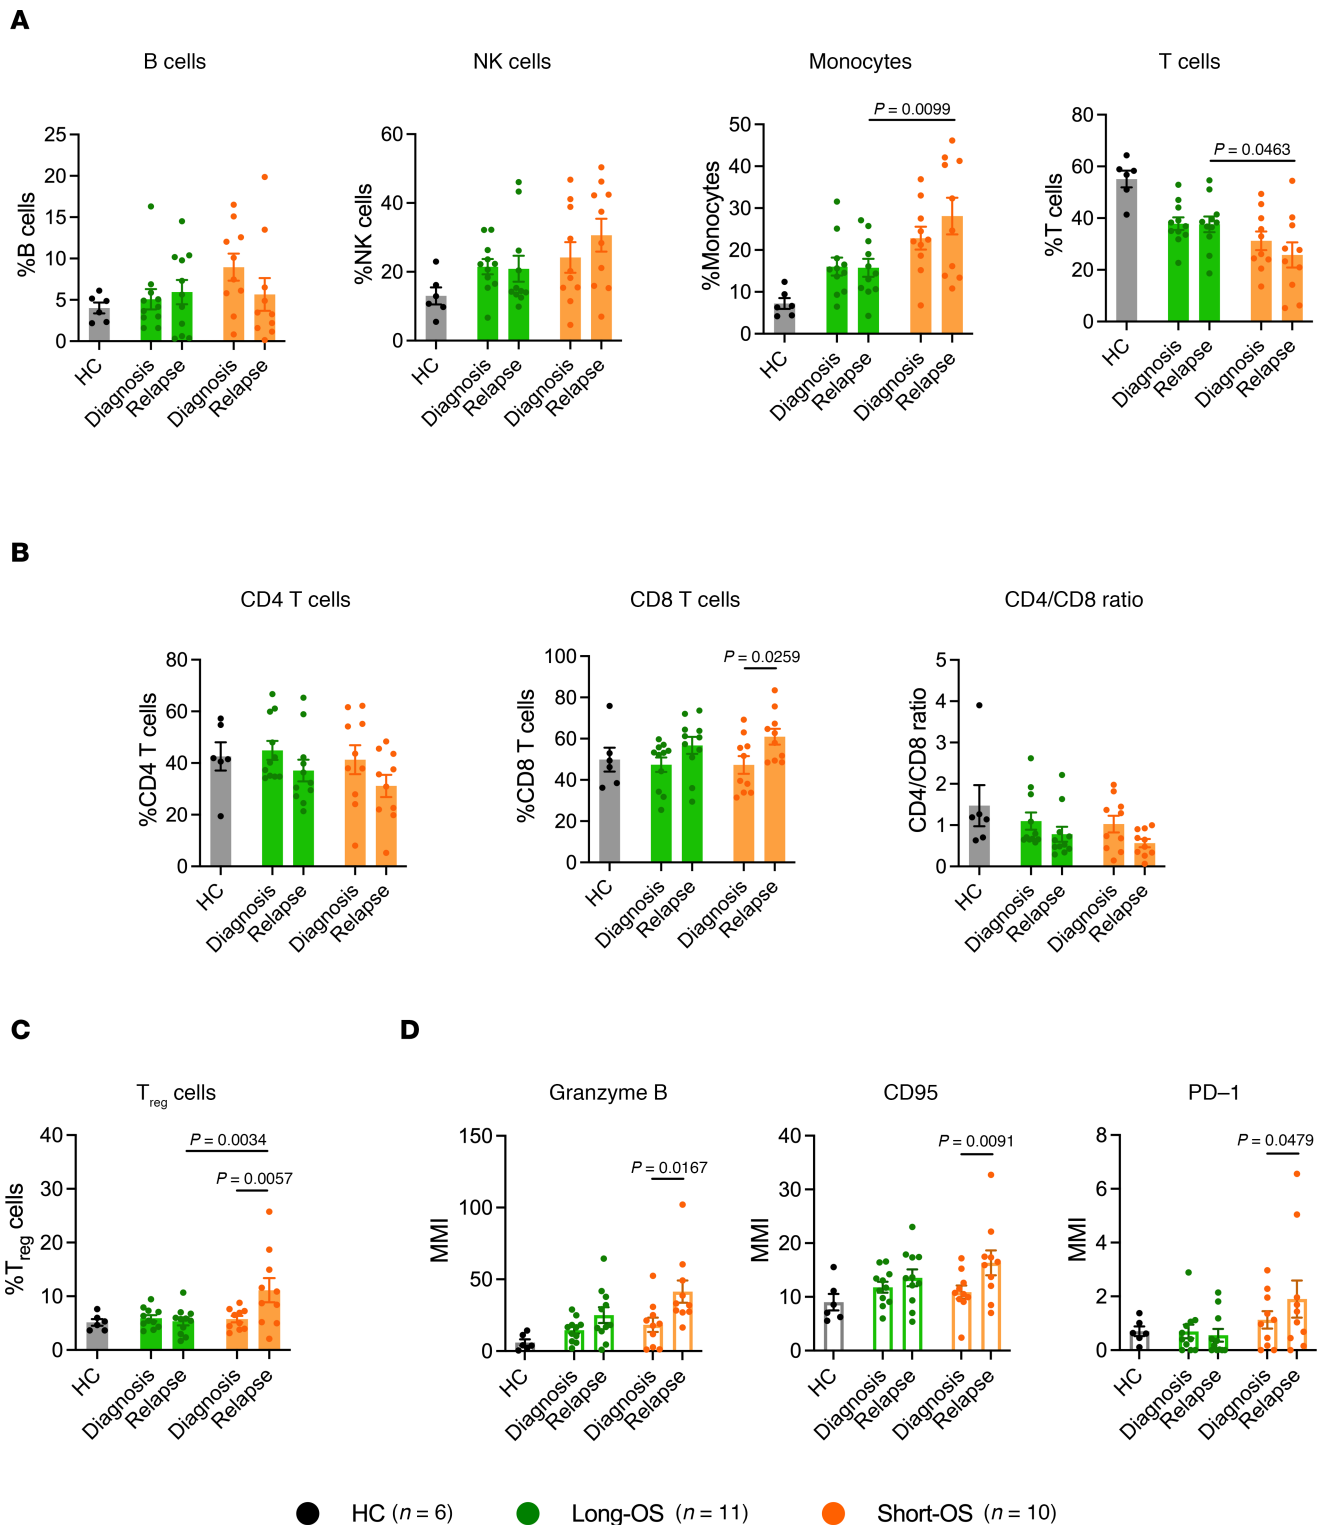 A
B cells
NK cells
Monocytes
T cells
25
20
15
10
5
0
%B cells
HC
Diagnosis
Relapse
Diagnosis
Relapse
60
40
20
0
%NK cells
HC
Diagnosis
Relapse
Diagnosis
Relapse
P = 0.0099
50
40
30
20
10
0
%Monocytes
HC
Diagnosis
Relapse
Diagnosis
Relapse
P = 0.0463
80
60
40
20
0
%T cells
HC
Diagnosis
Relapse
Diagnosis
Relapse
B
CD4 T cells
CD8 T cells
CD4/CD8 ratio
80
60
40
20
0
%CD4 T cells
HC
Diagnosis
Relapse
Diagnosis
Relapse
P = 0.0259
100
80
60
40
20
0
%CD8 T cells
HC
Diagnosis
Relapse
Diagnosis
Relapse
5
4
3
2
1
0
CD4/CD8 ratio
HC
Diagnosis
Relapse
Diagnosis
Relapse
C
Treg cells
P = 0.0034
P = 0.0057
40
30
20
10
0
%Treg cells
HC
Diagnosis
Relapse
Diagnosis
Relapse
D
Granzyme B
CD95
PD–1
P = 0.0167
150
100
50
0
MMI
HC
Diagnosis
Relapse
Diagnosis
Relapse
P = 0.0091
40
30
20
10
0
MMI
HC
Diagnosis
Relapse
Diagnosis
Relapse
P = 0.0479
8
6
4
2
0
MMI
HC
Diagnosis
Relapse
Diagnosis
Relapse
HC (n = 6) Long-OS (n = 11) Short-OS (n = 10)